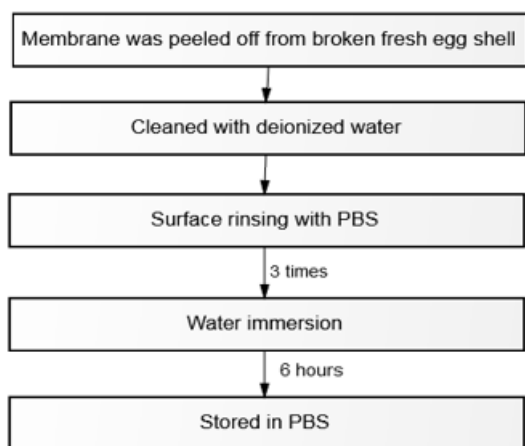 Membrane was peeled off from broken fresh egg shell
Cleaned with deionized water
Surface rinsing with PBS
3 times
Water immersion
6 hours
Stored in PBS